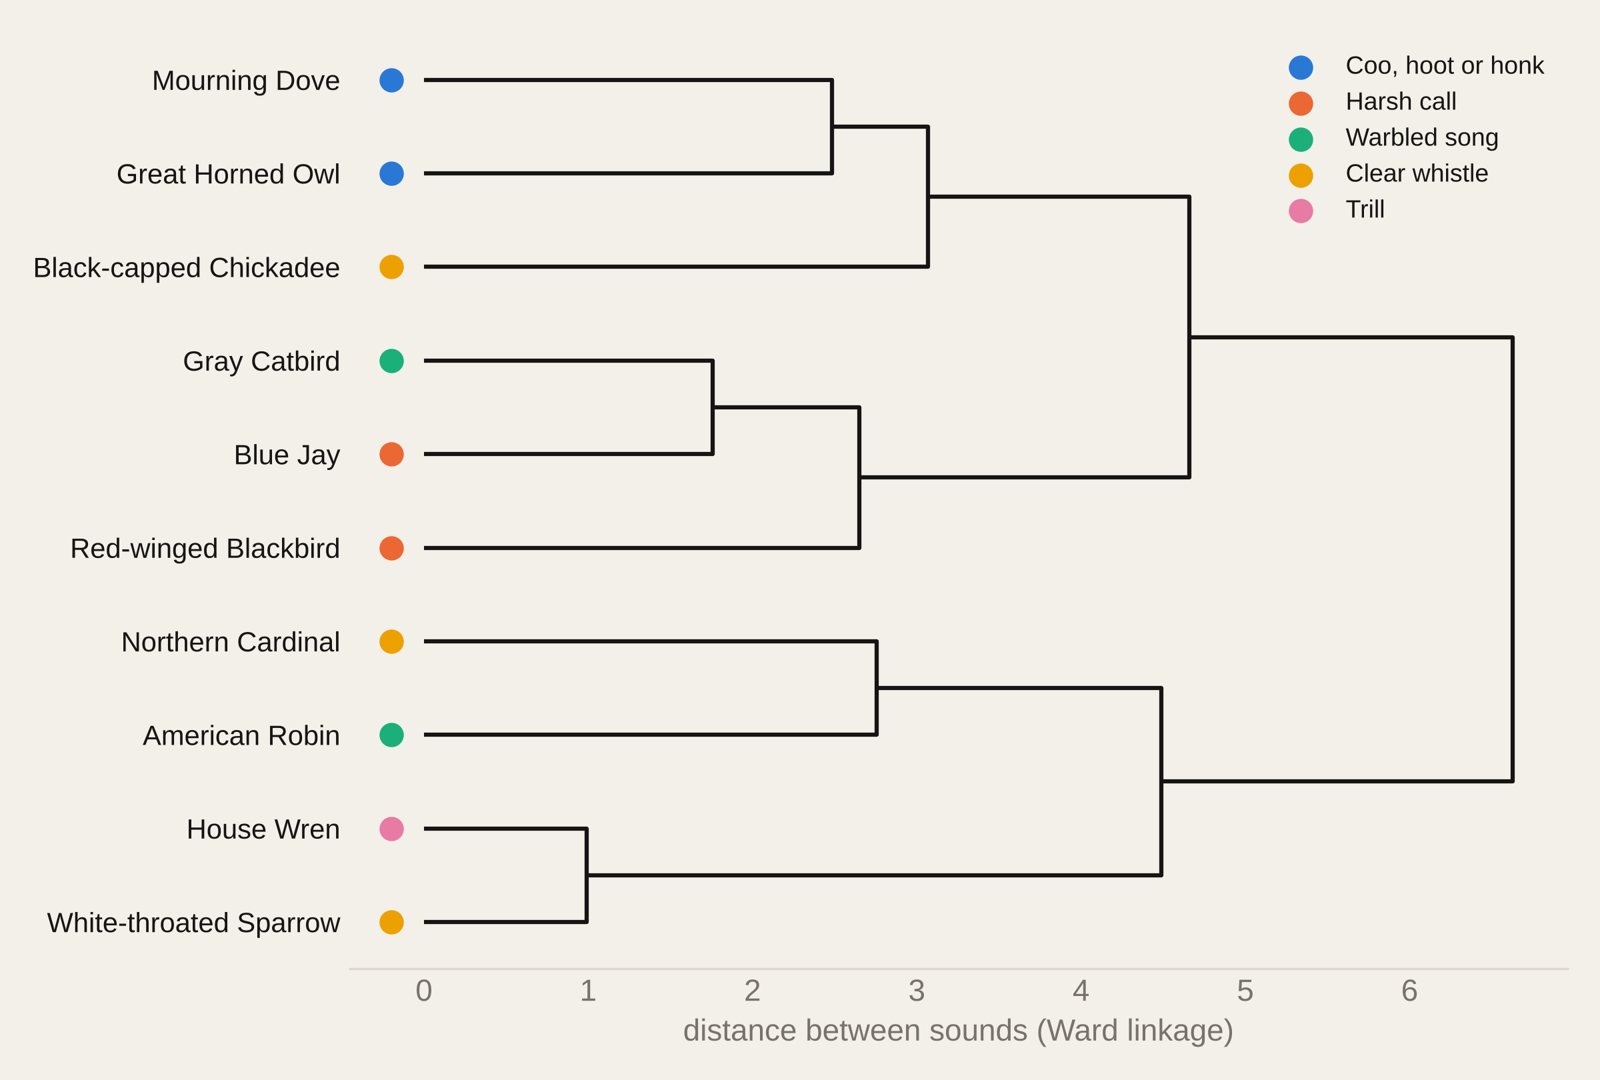 Mourning Dove
Great Horned Owl
Black-capped Chickadee
Gray Catbird
Blue Jay
Red-winged Blackbird
Northern Cardinal
American Robin
House Wren
White-throated Sparrow
Coo, hoot or honk
Harsh call
Warbled song
Clear whistle
Trill
0 1 2 3 4 5 6
distance between sounds (Ward linkage)